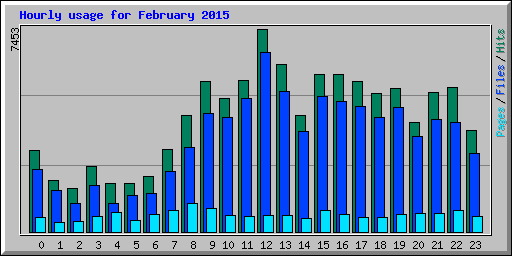 Hourly usage for February 2015
7453
Pages / Files / Hits
0 1 2 3 4 5 6 7 8 9 10 11 12 13 14 15 16 17 18 19 20 21 22 23